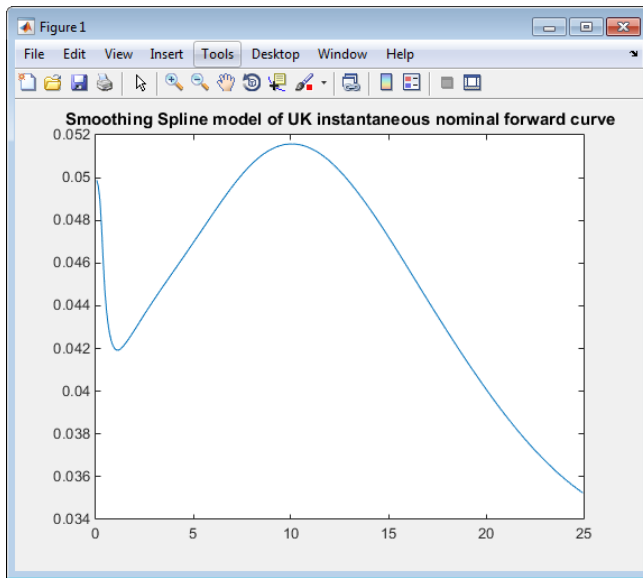 Figure 1
File Edit View Insert Tools Desktop Window Help
Smoothing Spline model of UK instantaneous nominal forward curve
0.052
0.05
0.048
0.046
0.044
0.042
0.04
0.038
0.036
0.034
0 5 10 15 20 25